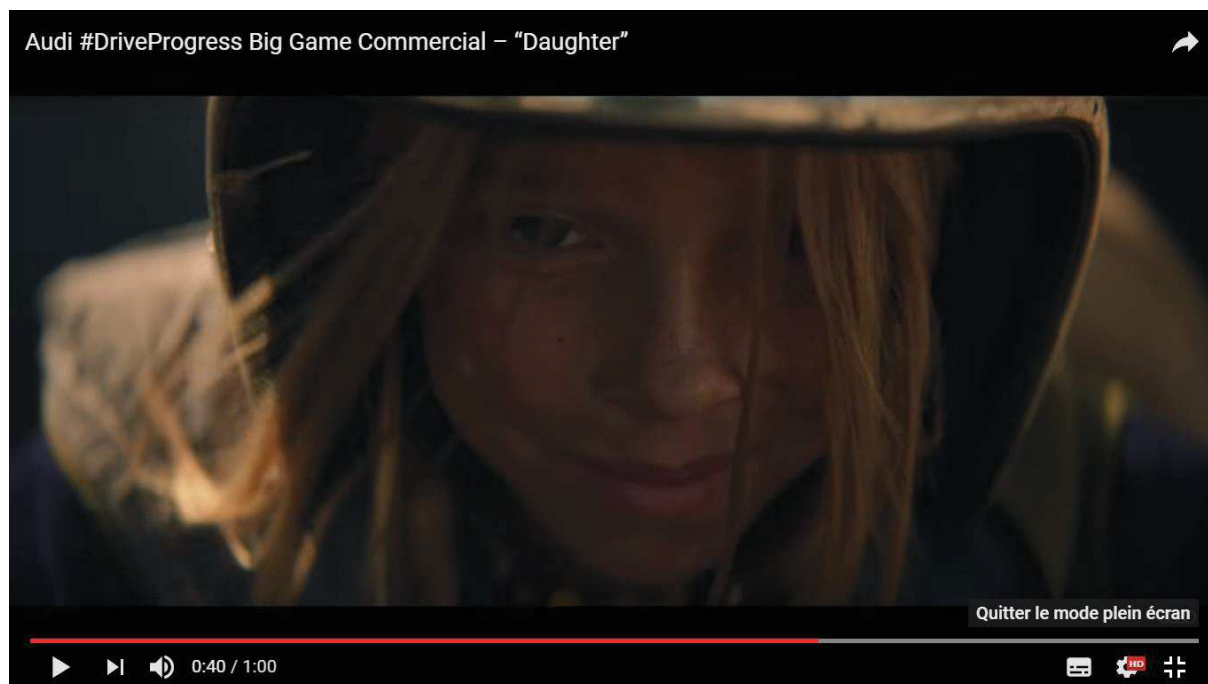 Audi #DriveProgress Big Game Commercial – “Daughter”
Quitter le mode plein écran
0:40 / 1:00
HD